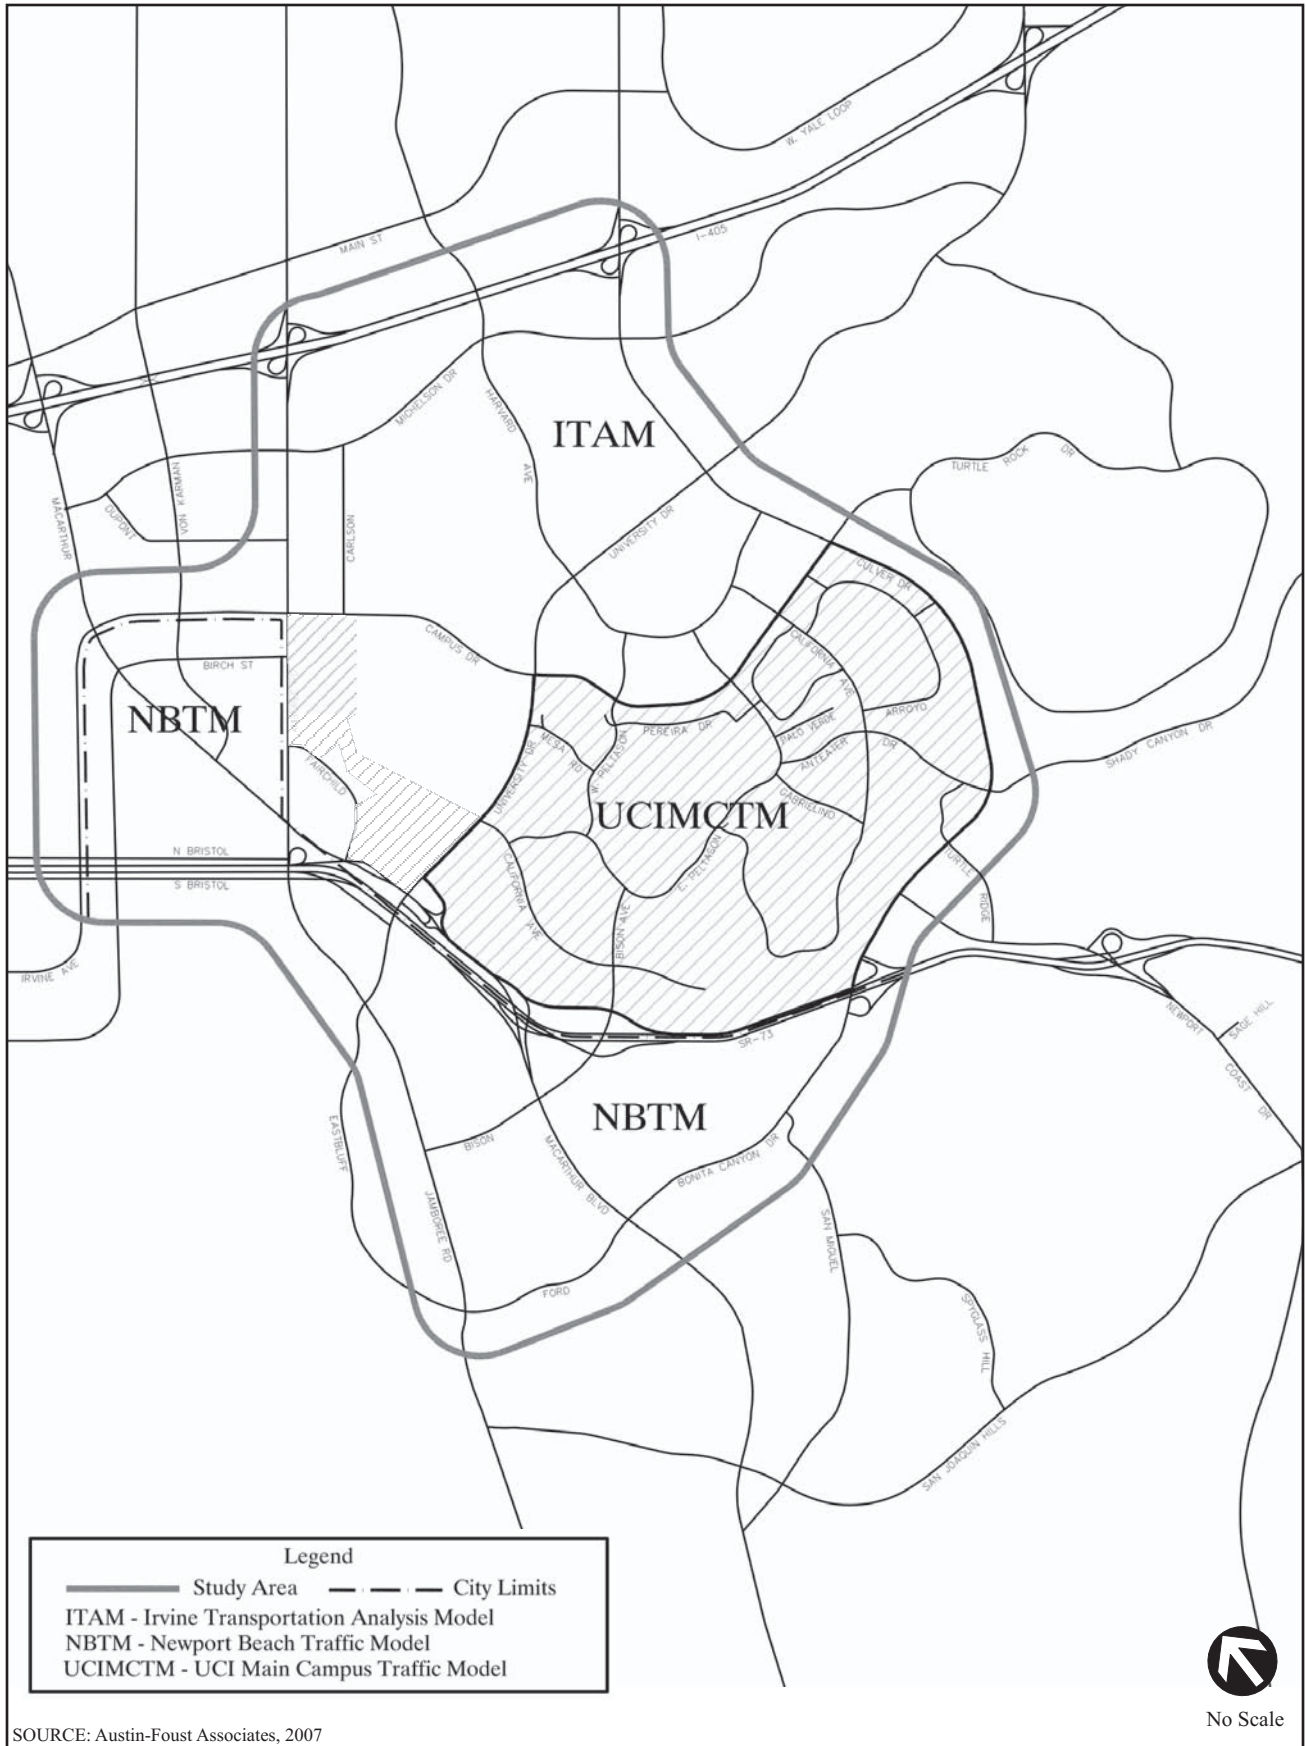 W. YALE LOOP
I-405
MAIN ST
MICHELSON DR
HARVARD AVE
ITAM
TURTLE ROCK DR
VON KARMAN
MACARTHUR
DUPONT
CARLSON
UNIVERSITY DR
CULVER DR
CAMPUS DR
CALIFORNIA AVE
BIRCH ST
NBTM
ARROYO
PEREIRA DR
PALO VERDE
SHADY CANYON DR
MESA RD
W. PELTASON
ANTEATER DR
FAIRCHILD
UNIVERSITY DR
GABRIELINO
UCIMCTM
N BRISTOL
S BRISTOL
E. PELTASON
TURTLE RIDGE
CALIFORNIA AVE
BISON AVE
IRVINE AVE
NEWPORT COAST DR
SAGE HILL
SR-73
NBTM
EASTBLUFF
BISON
MACARTHUR BLVD
BONITA CANYON DR
JAMBOREE RD
SAN MIGUEL
FORD
SPYGLASS HILL
SAN JOAQUIN HILLS
Legend
Study Area City Limits
ITAM - Irvine Transportation Analysis Model
NBTM - Newport Beach Traffic Model
UCIMCTM - UCI Main Campus Traffic Model
No Scale
SOURCE: Austin-Foust Associates, 2007